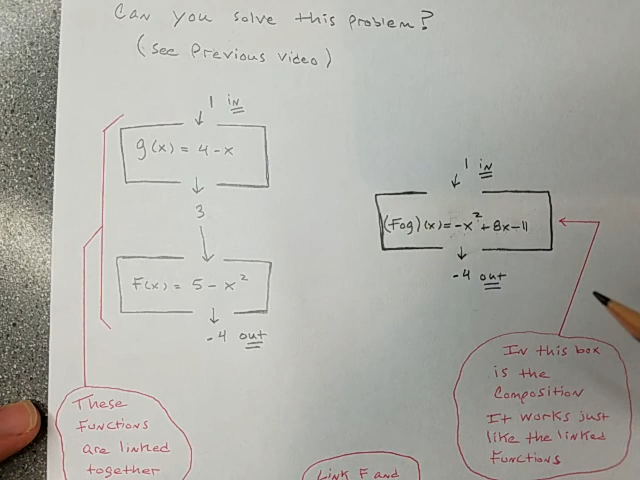 Can you solve this problem?
(see previous video)
1 in
g(x) = 4 - x
3
F(x) = 5 - x²
-4 out
These
Functions
are linked
together
1 in
(Fog)(x) = -x² + 8x - 11
-4 out
In this box
is the
composition
It works just
like the linked
Functions
Link F and